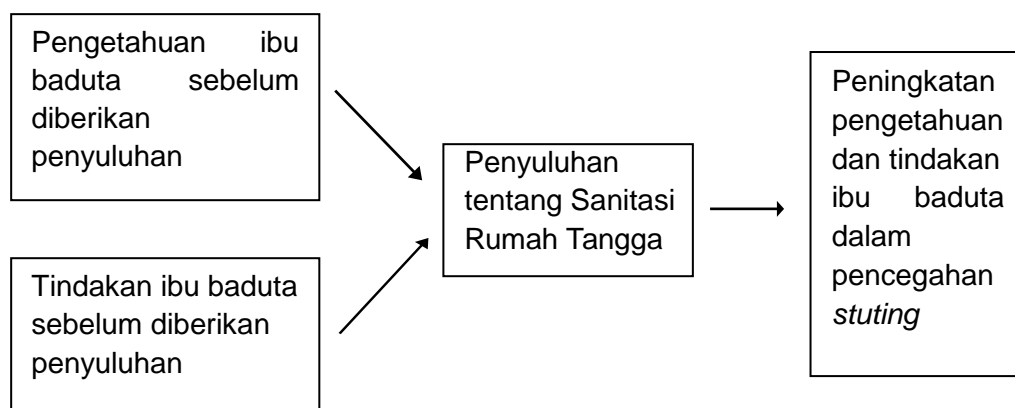 Pengetahuan ibu
baduta sebelum
diberikan
penyuluhan
Tindakan ibu baduta
sebelum diberikan
penyuluhan
Penyuluhan
tentang Sanitasi
Rumah Tangga
Peningkatan
pengetahuan
dan tindakan
ibu baduta
dalam
pencegahan
stuting